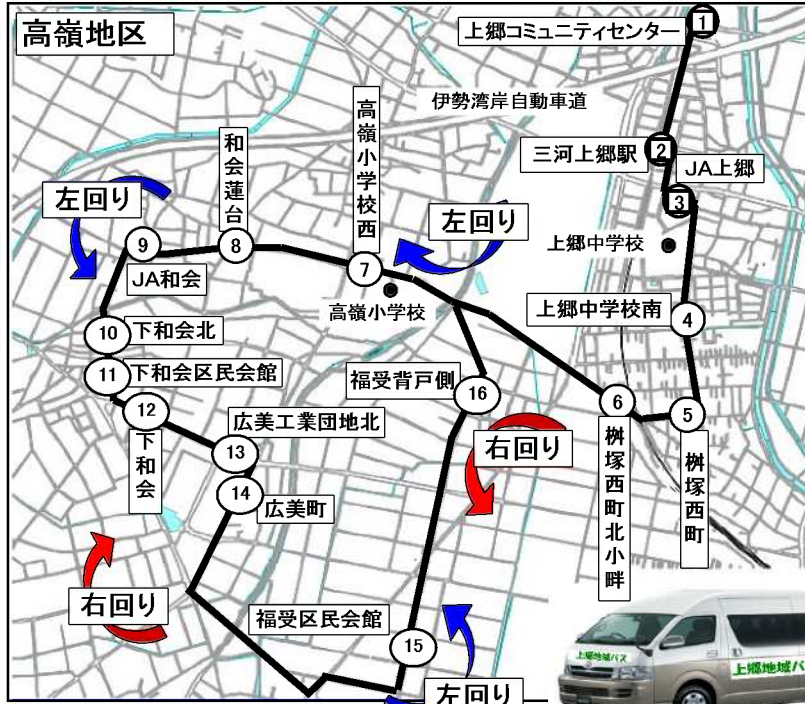 高嶺地区
上郷コミュニティセンター
1
伊勢湾岸自動車道
高嶺小学校西
和会蓮台
三河上郷駅
2
JA上郷
3
左回り
左回り
上郷中学校
9
8
7
JA和会
高嶺小学校
上郷中学校南
4
10
下和会北
11
下和会区民会館
福受背戸側
16
6
5
12
下和会
広美工業団地北
13
右回り
桝塚西町北小畔
桝塚西町
14
広美町
右回り
福受区民会館
15
左回り
上郷地域バス
上郷地域バ